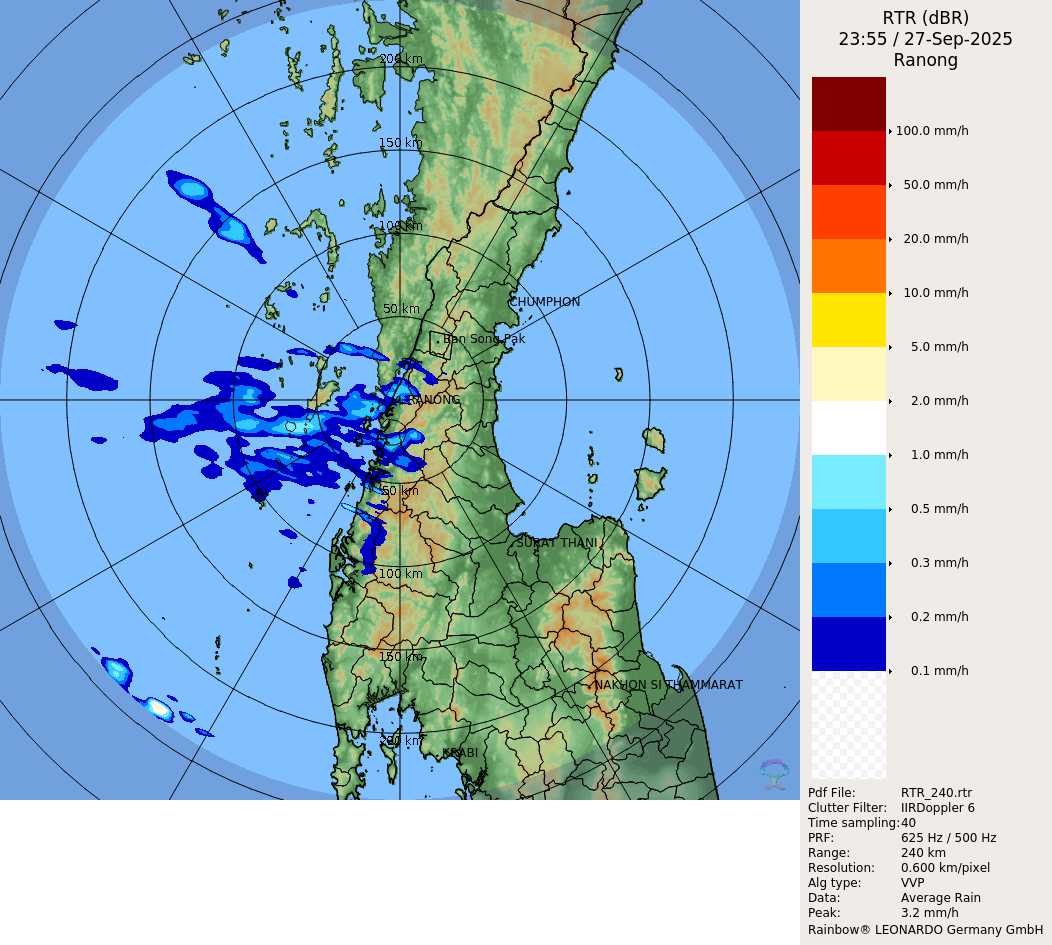 RTR (dBR)
23:55 / 27-Sep-2025
Ranong
200 km
150 km
100 km
50 km
CHUMPHON
Ban Song Pak
RANONG
50 km
SURAT THANI
100 km
150 km
NAKHON SI THAMMARAT
200 km
KRABI
100.0 mm/h
50.0 mm/h
20.0 mm/h
10.0 mm/h
5.0 mm/h
2.0 mm/h
1.0 mm/h
0.5 mm/h
0.3 mm/h
0.2 mm/h
0.1 mm/h
Pdf File: RTR_240.rtr
Clutter Filter: IIRDoppler 6
Time sampling:40
PRF: 625 Hz / 500 Hz
Range: 240 km
Resolution: 0.600 km/pixel
Alg type: VVP
Data: Average Rain
Peak: 3.2 mm/h
Rainbow® LEONARDO Germany GmbH